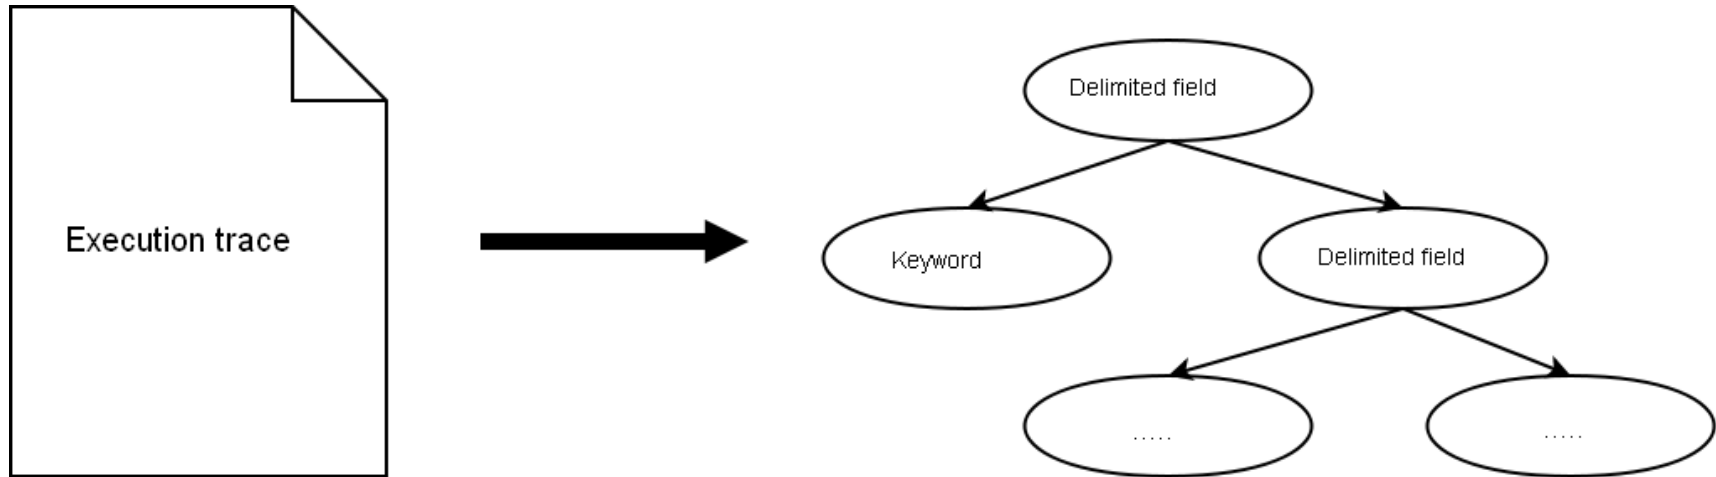 Delimited field
Execution trace
Keyword
Delimited field
.....
.....